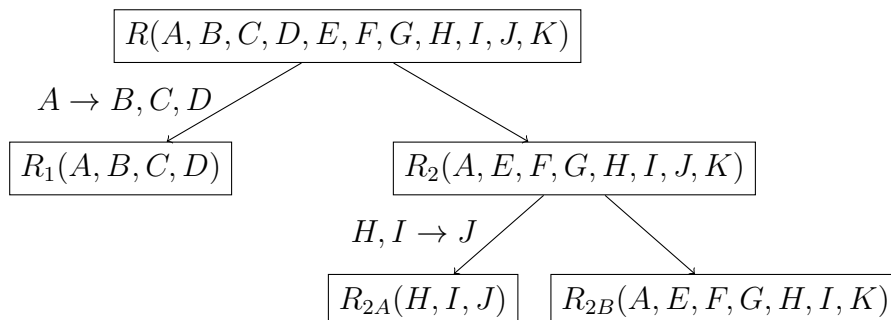 R(A, B, C, D, E, F, G, H, I, J, K)
A → B, C, D
R₁(A, B, C, D)
R₂(A, E, F, G, H, I, J, K)
H, I → J
R₂A(H, I, J)
R₂B(A, E, F, G, H, I, K)